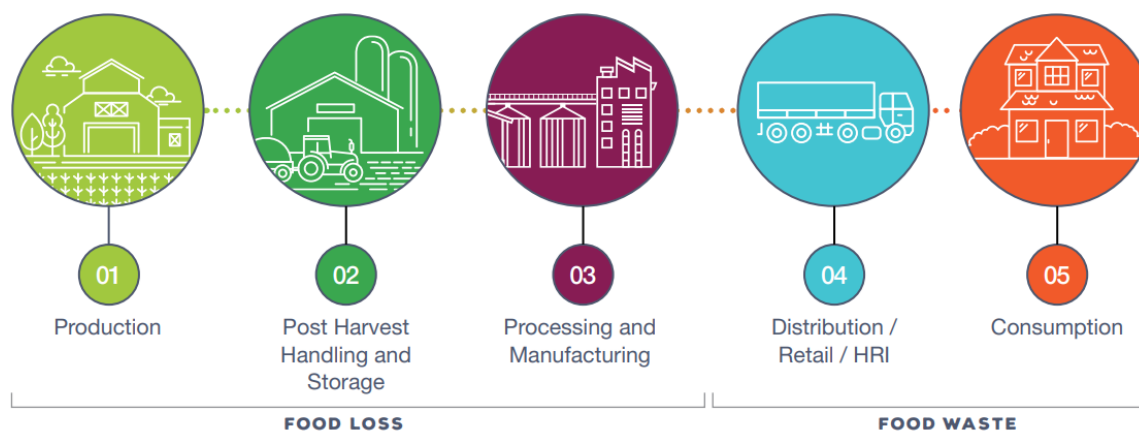 01
Production
02
Post Harvest
Handling and
Storage
03
Processing and
Manufacturing
04
Distribution /
Retail / HRI
05
Consumption
FOOD LOSS
FOOD WASTE